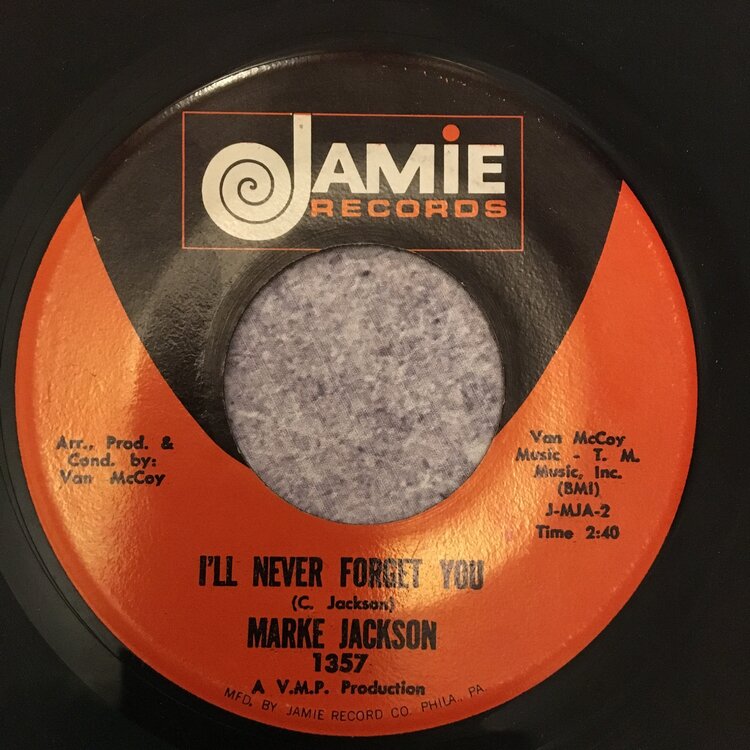 JAMiE
RECORDS
Arr., Prod. &
Cond. by:
Van McCoy
Van McCoy
Music - T. M.
Music, Inc.
(BMI)
J-MJA-2
Time 2:40
I'LL NEVER FORGET YOU
(C. Jackson)
MARKE JACKSON
1357
A V.M.P. Production
MFD. BY JAMIE RECORD CO. PHILA., PA.